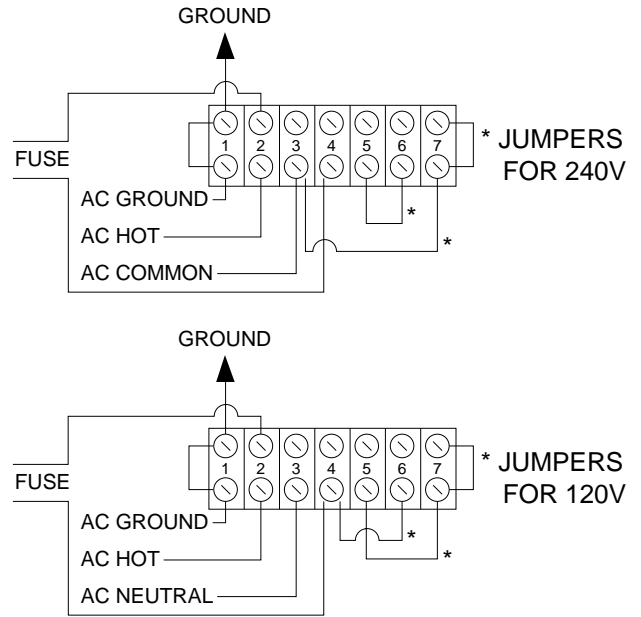 GROUND
1 2 3 4 5 6 7
* JUMPERS
FOR 240V
FUSE
AC GROUND
AC HOT
*
*
AC COMMON
GROUND
1 2 3 4 5 6 7
* JUMPERS
FOR 120V
FUSE
AC GROUND
AC HOT
*
*
AC NEUTRAL